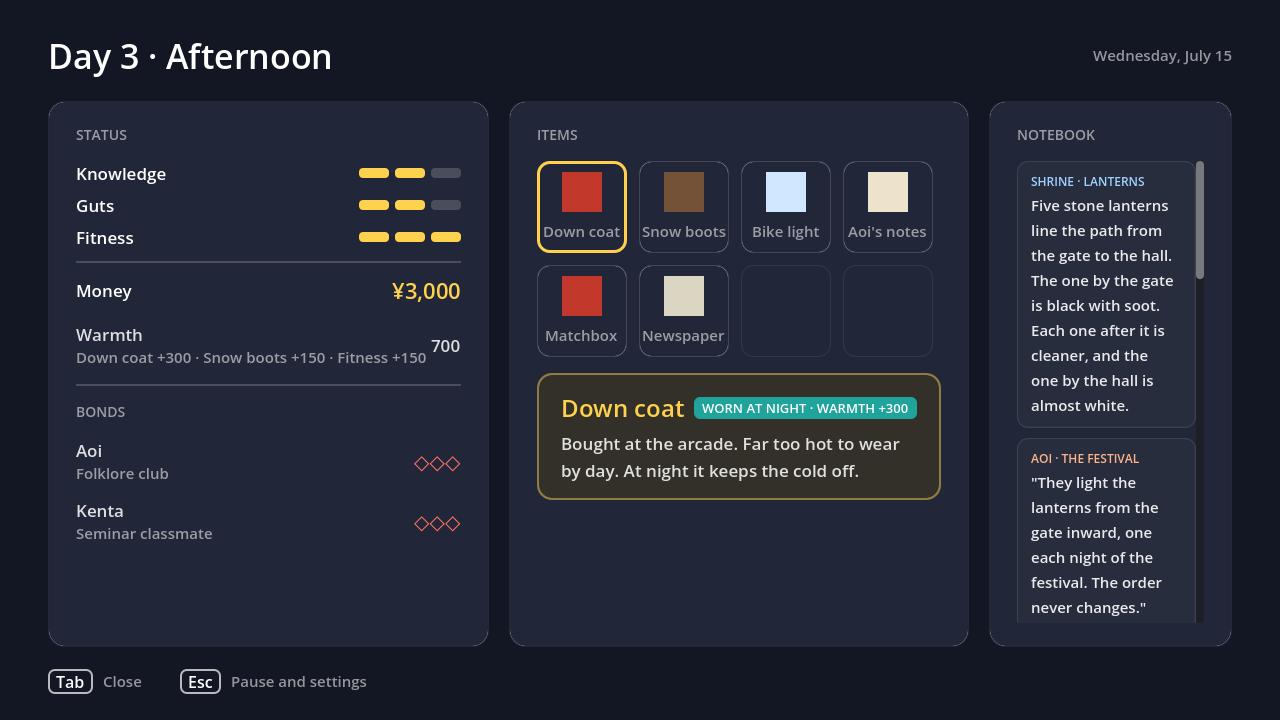 Day 3 · Afternoon
Wednesday, July 15
STATUS
Knowledge
Guts
Fitness
Money
¥3,000
Warmth
Down coat +300 · Snow boots +150 · Fitness +150
700
BONDS
Aoi
Folklore club
Kenta
Seminar classmate
ITEMS
Down coat
Snow boots
Bike light
Aoi's notes
Matchbox
Newspaper
Down coat
WORN AT NIGHT · WARMTH +300
Bought at the arcade. Far too hot to wear
by day. At night it keeps the cold off.
NOTEBOOK
SHRINE · LANTERNS
Five stone lanterns
line the path from
the gate to the hall.
The one by the gate
is black with soot.
Each one after it is
cleaner, and the
one by the hall is
almost white.
AOI · THE FESTIVAL
"They light the
lanterns from the
gate inward, one
each night of the
festival. The order
never changes."
Tab
Close
Esc
Pause and settings